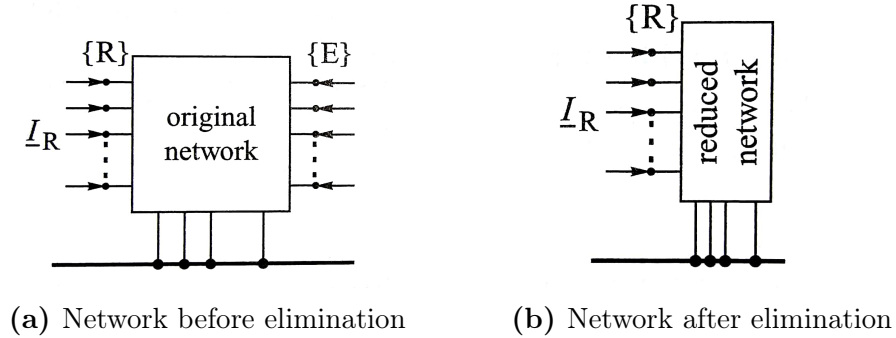 {R}
{E}
original
network
I_R
(a) Network before elimination
{R}
I_R
reduced
network
(b) Network after elimination